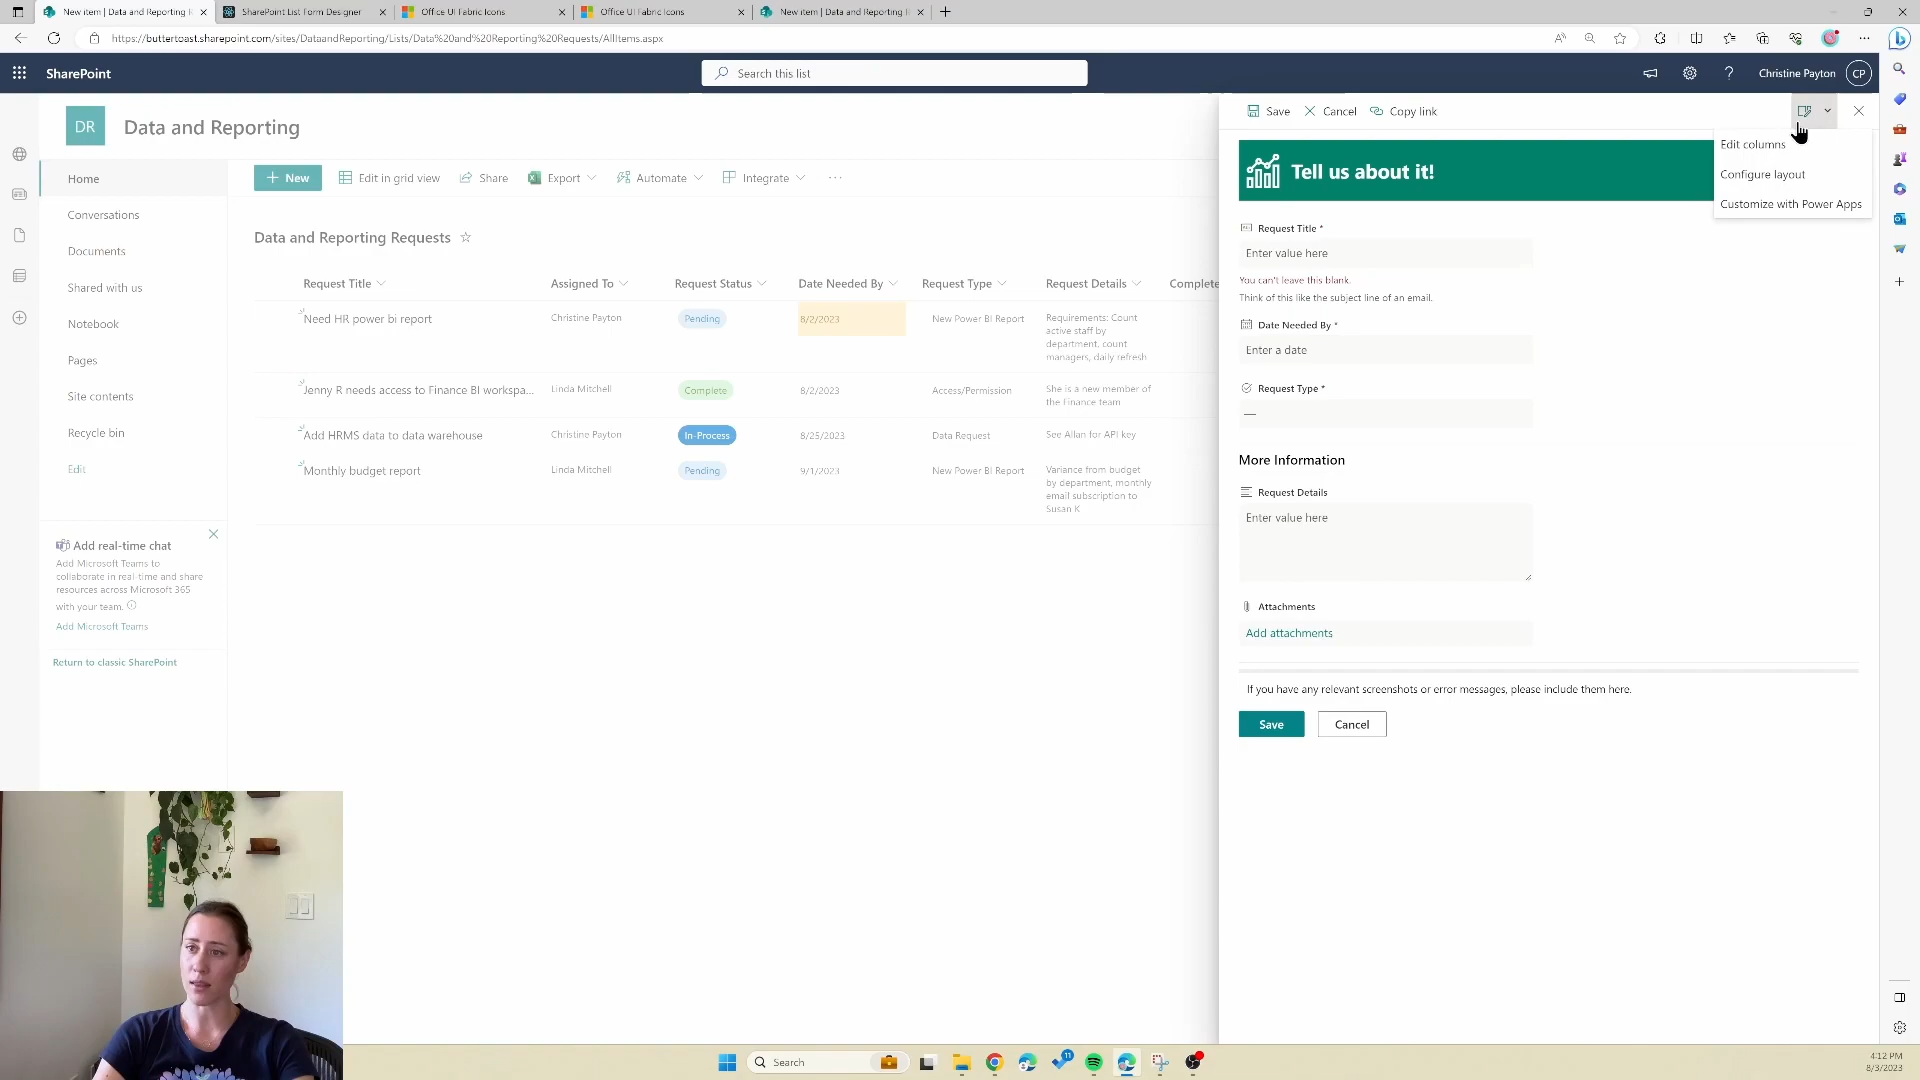 New item | Data and Reporting R
SharePoint List Form Designer
Office UI Fabric Icons
Office UI Fabric Icons
New item | Data and Reporting R
https://buttertoast.sharepoint.com/sites/DataandReporting/Lists/Data%20and%20Reporting%20Requests/AllItems.aspx
SharePoint
Search this list
Christine Payton
CP
DR
Data and Reporting
Save
Cancel
Copy link
Edit columns
Configure layout
Customize with Power Apps
Tell us about it!
Home
Conversations
Documents
Shared with us
Notebook
Pages
Site contents
Recycle bin
Edit
Add real-time chat
Add Microsoft Teams to
collaborate in real-time and share
resources across Microsoft 365
with your team.
Add Microsoft Teams
Return to classic SharePoint
New
Edit in grid view
Share
Export
Automate
Integrate
Data and Reporting Requests
Request Title
Assigned To
Request Status
Date Needed By
Request Type
Request Details
Complete
Need HR power bi report
Christine Payton
Pending
8/2/2023
New Power BI Report
Requirements: Count
active staff by
department, count
managers, daily refresh
Jenny R needs access to Finance BI workspa...
Linda Mitchell
Complete
8/2/2023
Access/Permission
She is a new member of
the Finance team
Add HRMS data to data warehouse
Christine Payton
In-Process
8/25/2023
Data Request
See Allan for API key
Monthly budget report
Linda Mitchell
Pending
9/1/2023
New Power BI Report
Variance from budget
by department, monthly
email subscription to
Susan K
Request Title *
Enter value here
You can't leave this blank.
Think of this like the subject line of an email.
Date Needed By *
Enter a date
Request Type *
—
More Information
Request Details
Enter value here
Attachments
Add attachments
If you have any relevant screenshots or error messages, please include them here.
Save
Cancel
Search
11
4:12 PM
8/3/2023